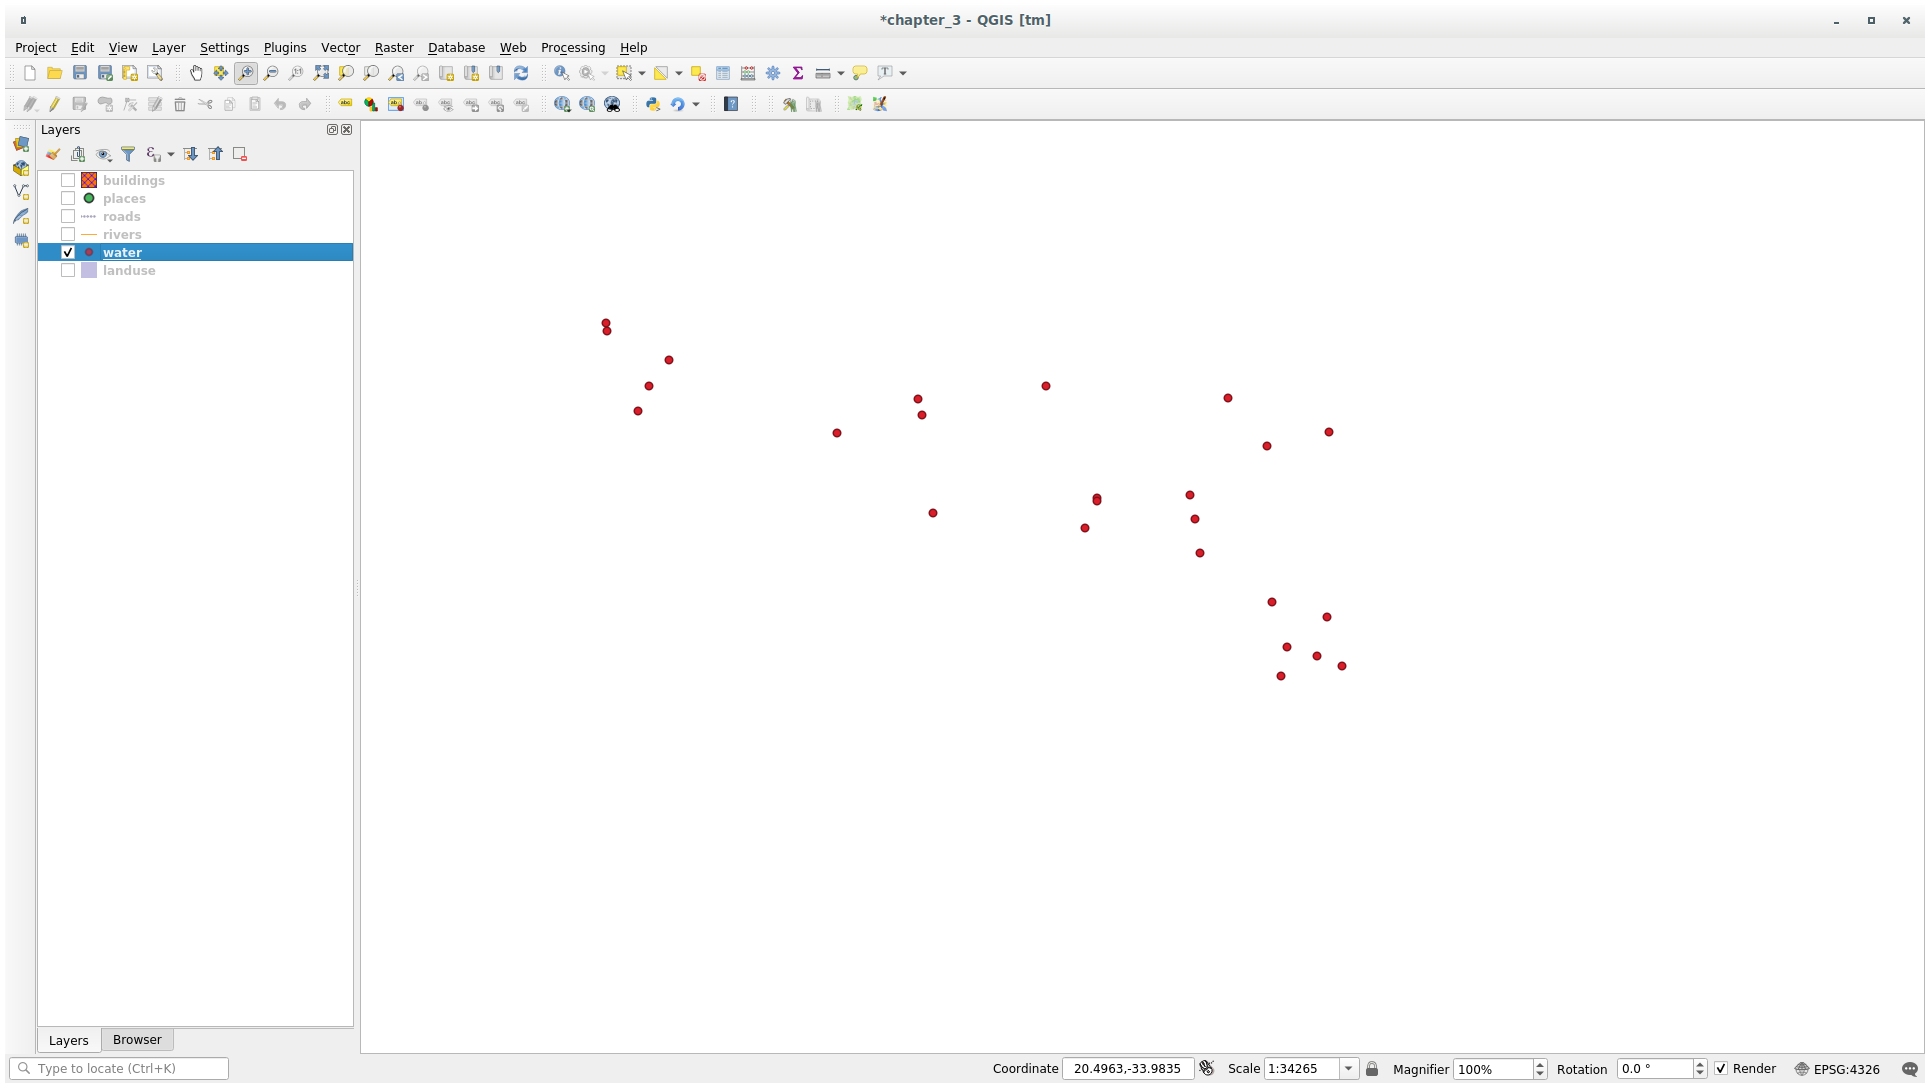 *chapter_3 - QGIS [tm]
Project Edit View Layer Settings Plugins Vector Raster Database Web Processing Help
Layers
buildings
places
roads
rivers
water
landuse
Layers Browser
Type to locate (Ctrl+K) Coordinate 20.4963,-33.9835 Scale 1:34265 Magnifier 100% Rotation 0.0 ° Render EPSG:4326